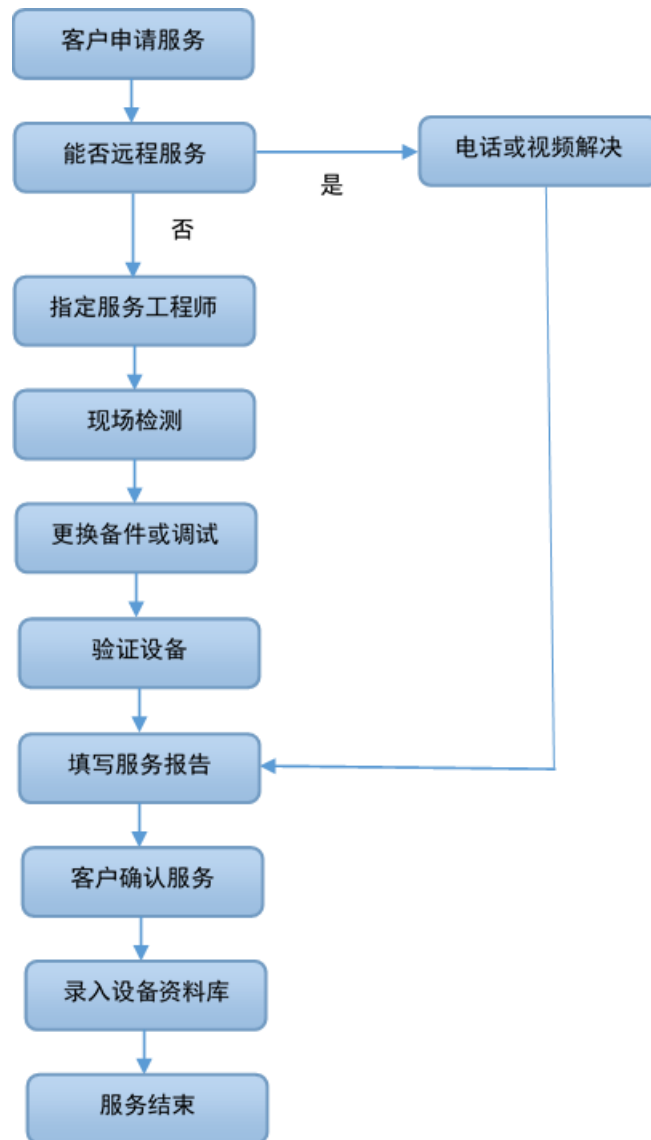 客户申请服务
能否远程服务
电话或视频解决
是
否
指定服务工程师
现场检测
更换备件或调试
验证设备
填写服务报告
客户确认服务
录入设备资料库
服务结束